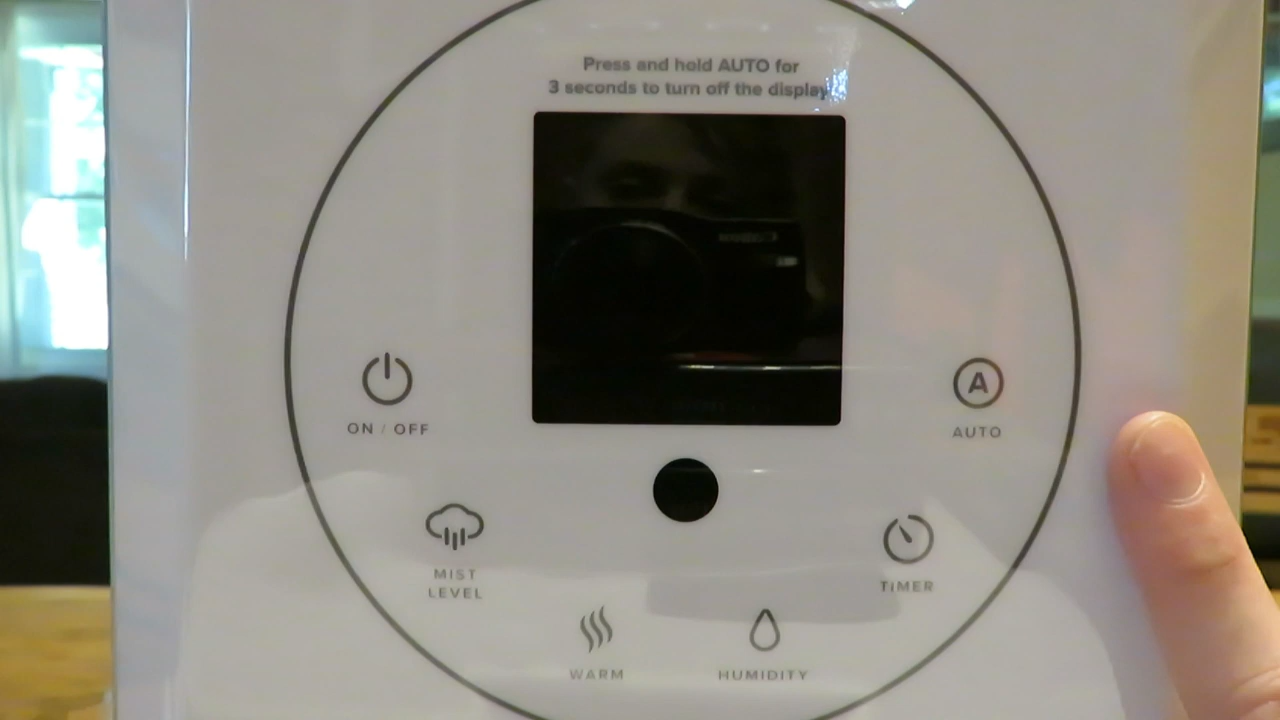 Press and hold AUTO for
3 seconds to turn off the display
ON / OFF
A
AUTO
MIST
LEVEL
TIMER
WARM
HUMIDITY